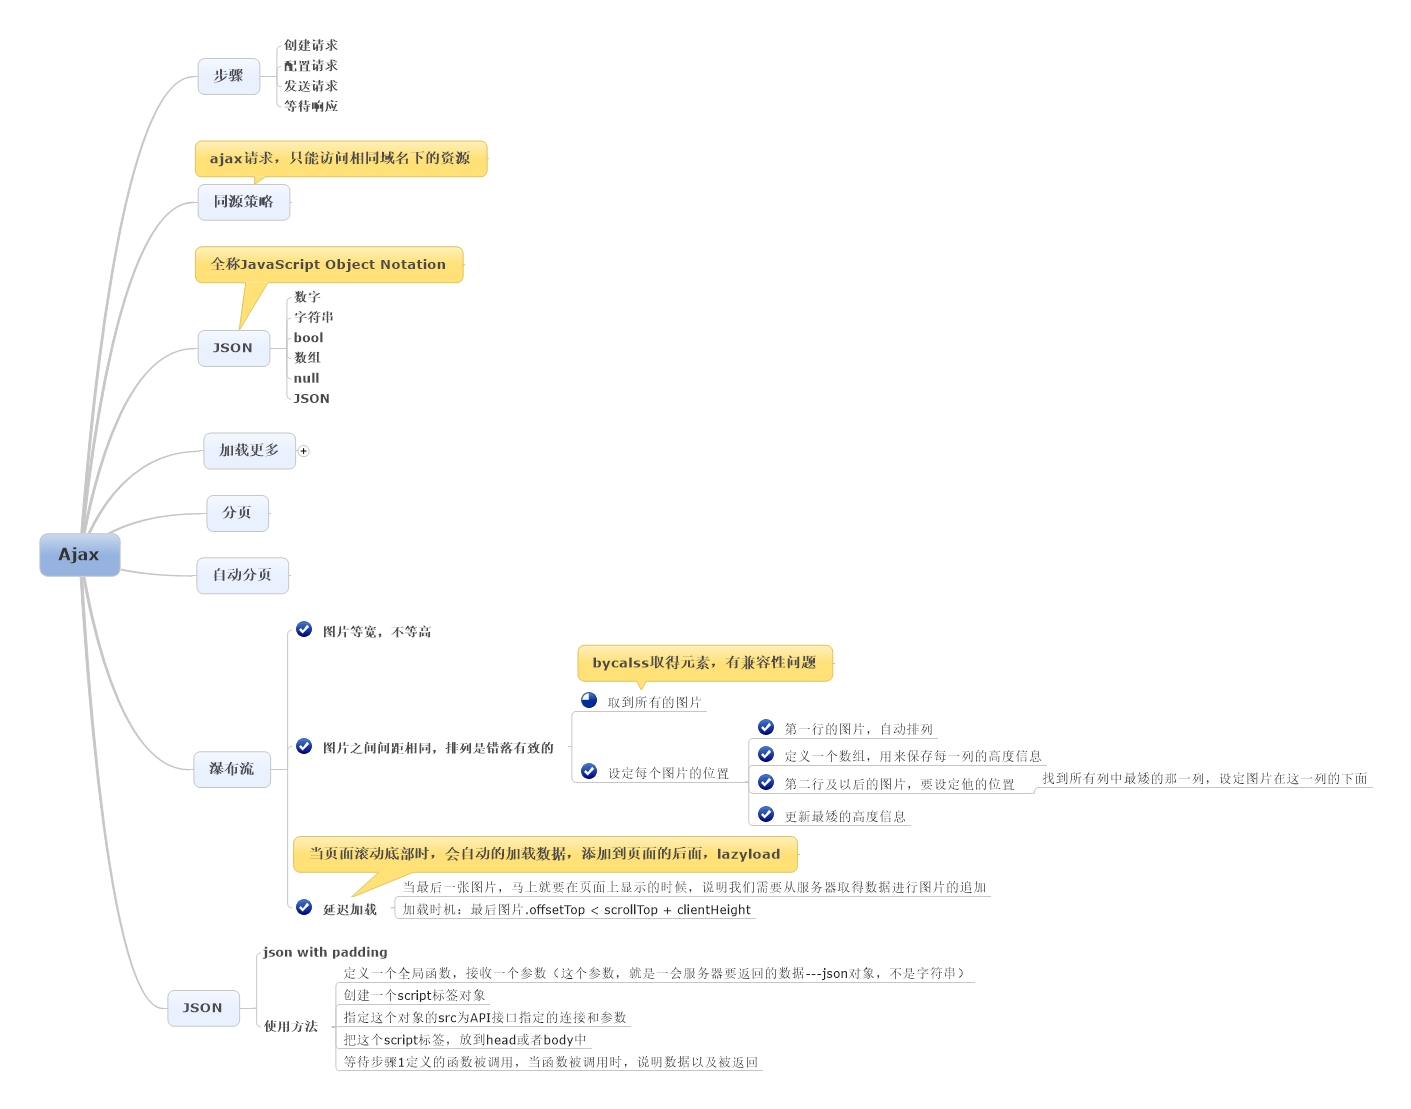 Ajax
步骤
创建请求
配置请求
发送请求
等待响应
ajax请求，只能访问相同域名下的资源
同源策略
全称JavaScript Object Notation
JSON
数字
字符串
bool
数组
null
JSON
加载更多
分页
自动分页
瀑布流
图片等宽，不等高
图片之间间距相同，排列是错落有致的
bycalss取得元素，有兼容性问题
取到所有的图片
设定每个图片的位置
第一行的图片，自动排列
定义一个数组，用来保存每一列的高度信息
第二行及以后的图片，要设定他的位置
找到所有列中最矮的那一列，设定图片在这一列的下面
更新最矮的高度信息
当页面滚动底部时，会自动的加载数据，添加到页面的后面，lazyload
延迟加载
当最后一张图片，马上就要在页面上显示的时候，说明我们需要从服务器取得数据进行图片的追加
加载时机：最后图片.offsetTop < scrollTop + clientHeight
JSON
json with padding
使用方法
定义一个全局函数，接收一个参数（这个参数，就是一会服务器要返回的数据---json对象，不是字符串）
创建一个script标签对象
指定这个对象的src为API接口指定的连接和参数
把这个script标签，放到head或者body中
等待步骤1定义的函数被调用，当函数被调用时，说明数据以及被返回